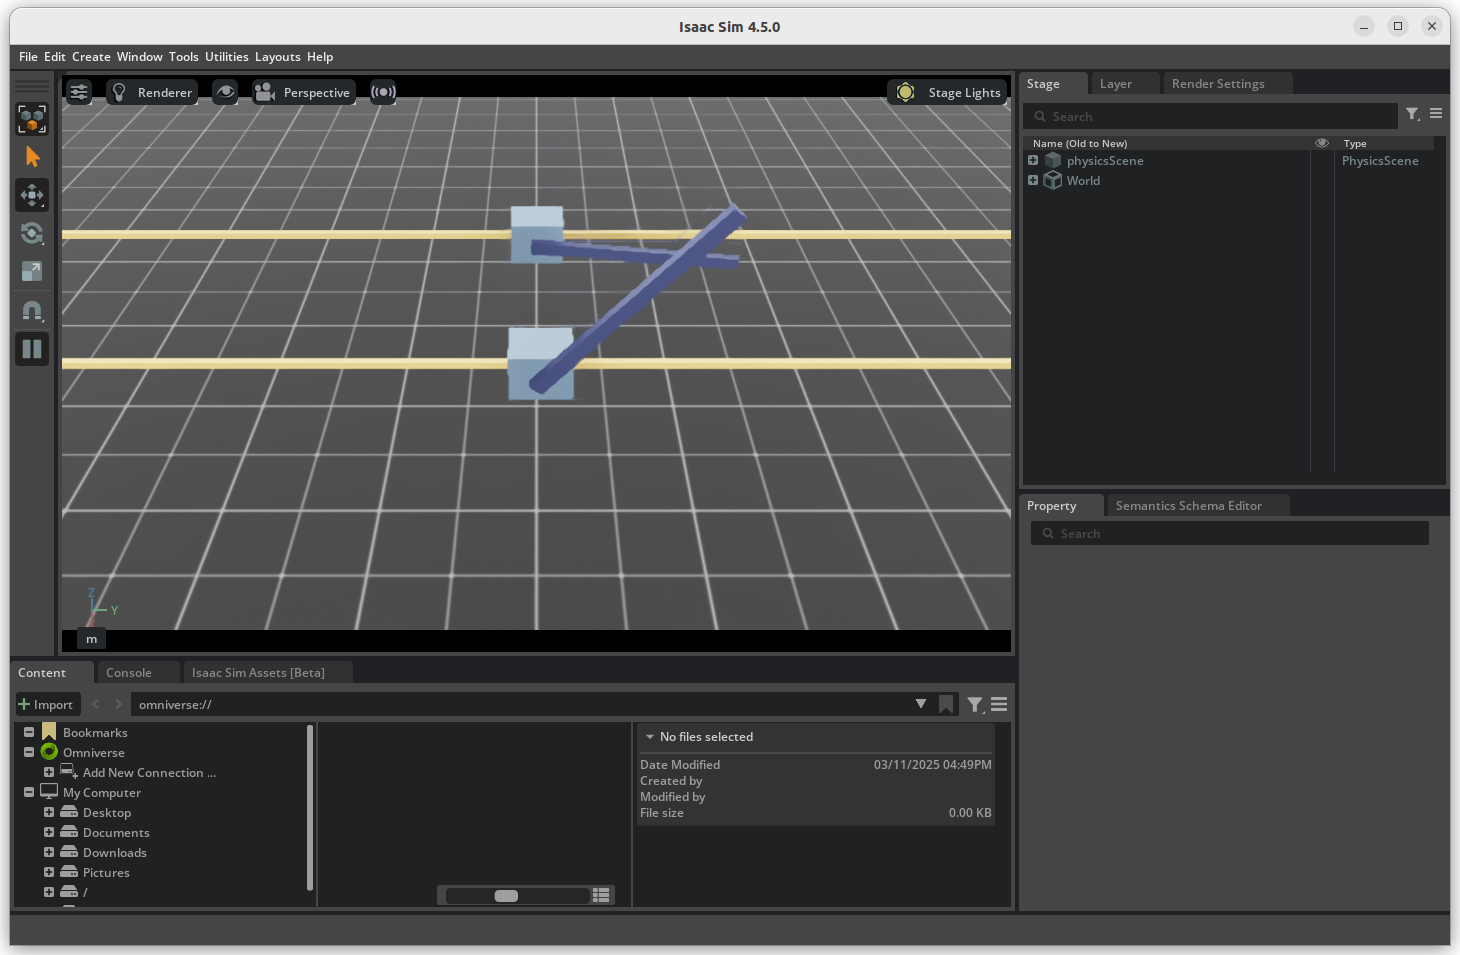 Isaac Sim 4.5.0
File Edit Create Window Tools Utilities Layouts Help
Renderer
Perspective
Stage Lights
Z
Y
m
Stage
Layer
Render Settings
Search
Name (Old to New)
Type
physicsScene
PhysicsScene
World
Property
Semantics Schema Editor
Search
Content
Console
Isaac Sim Assets [Beta]
Import
omniverse://
Bookmarks
Omniverse
Add New Connection ...
My Computer
Desktop
Documents
Downloads
Pictures
/
No files selected
Date Modified 03/11/2025 04:49PM
Created by
Modified by
File size 0.00 KB